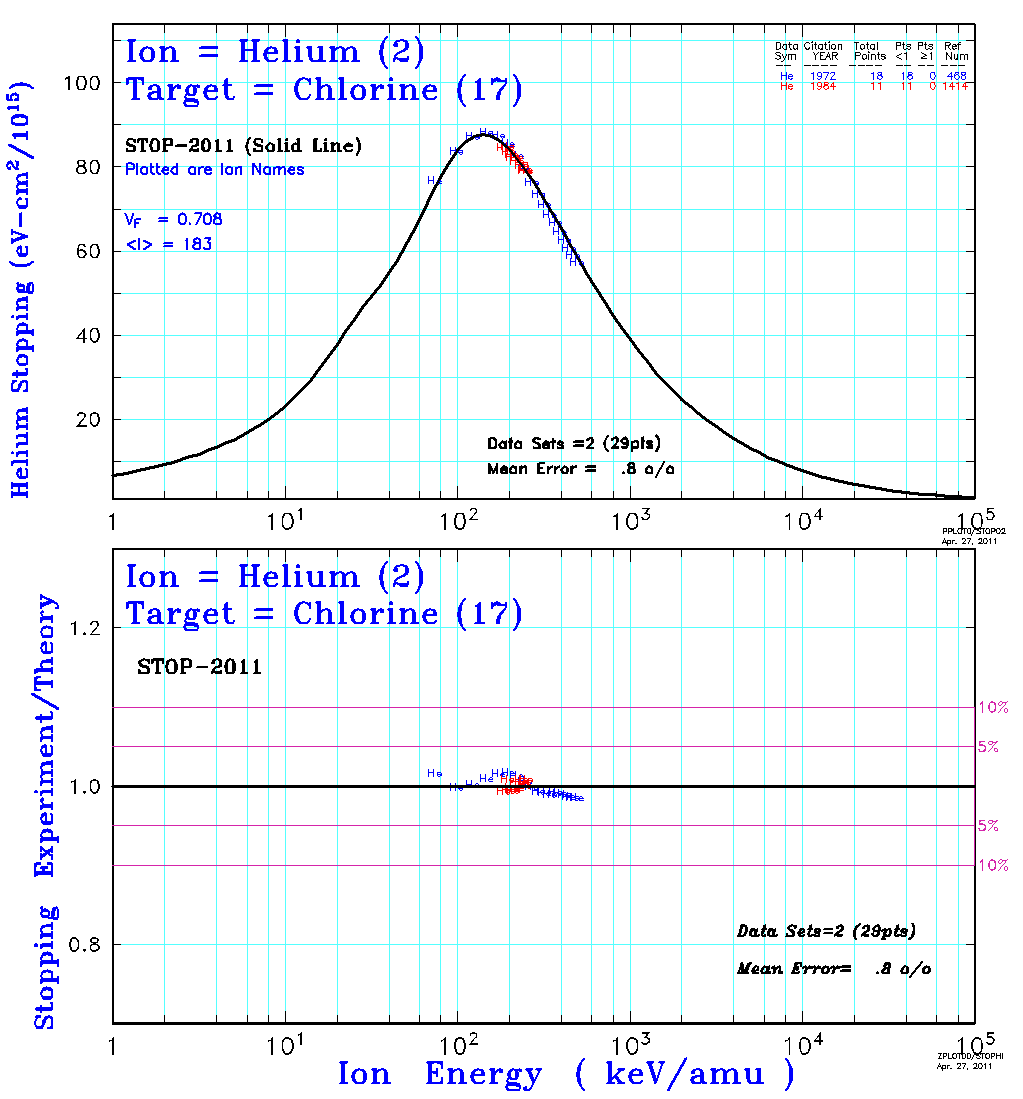 Ion = Helium (2)
Target = Chlorine (17)
STOP-2011 (Solid Line)
Plotted are Ion Names
VF = 0.708
<I> = 183
Data Citation Total Pts Pts Ref
Sym YEAR Points <1 ≥1 Num
He 1972 18 18 0 468
He 1984 11 11 0 1414
Helium Stopping (eV-cm²/10¹⁵)
100
80
60
40
20
Data Sets =2 (29pts)
Mean Error = .8 o/o
1 10¹ 10² 10³ 10⁴ 10⁵
PPLOT0/STOP02
Apr. 27, 2011
Ion = Helium (2)
Target = Chlorine (17)
STOP-2011
Stopping Experiment/Theory
1.2
1.0
0.8
10%
5%
5%
10%
Data Sets=2 (29pts)
Mean Error= .8 o/o
1 10¹ 10² 10³ 10⁴ 10⁵
Ion Energy ( keV/amu )
Apr. 27, 2011